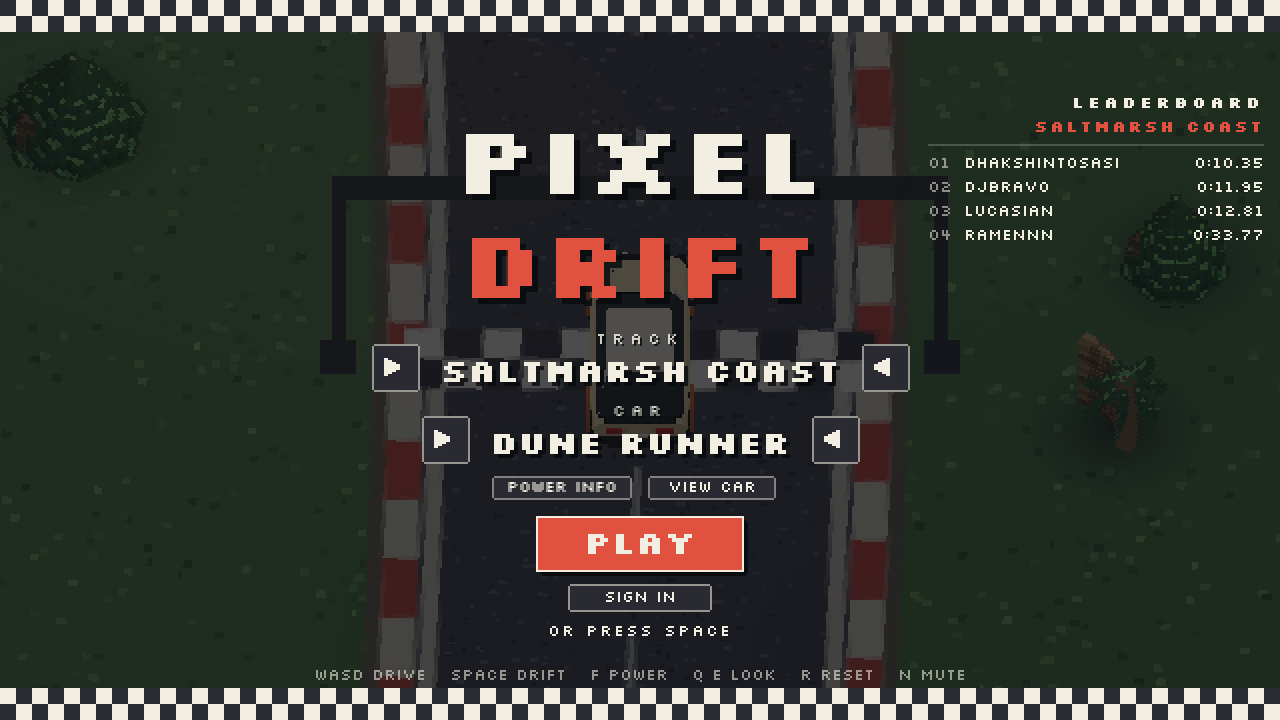 PIXEL
DRIFT
TRACK
SALTMARSH COAST
CAR
DUNE RUNNER
POWER INFO
VIEW CAR
PLAY
SIGN IN
OR PRESS SPACE
WASD DRIVE SPACE DRIFT F POWER Q E LOOK R RESET N MUTE
LEADERBOARD
SALTMARSH COAST
01 DHAKSHINTOSASI 0:10.35
02 DJBRAVO 0:11.95
03 LUCASIAN 0:12.81
04 RAMENNN 0:33.77